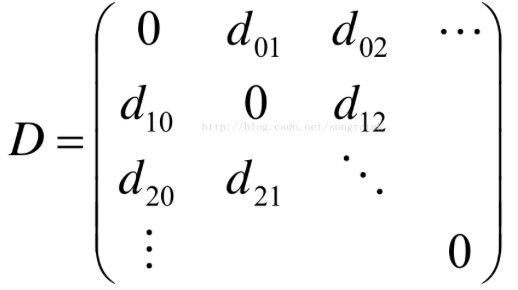 0 d₀₁ d₀₂ ⋯
d₁₀ 0 d₁₂
D =
d₂₀ d₂₁ ⋱
⋮ 0